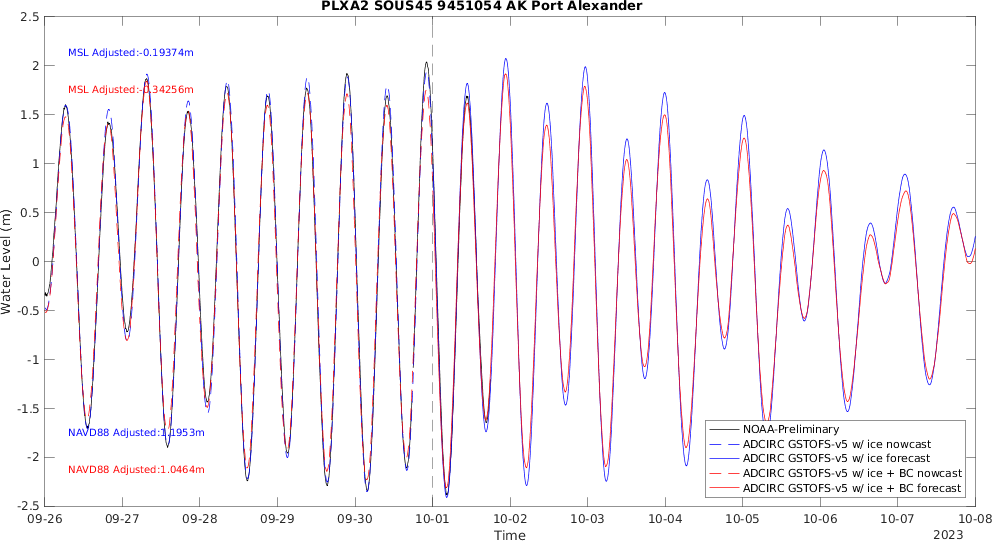 PLXA2 SOUS45 9451054 AK Port Alexander
2.5
2
1.5
1
0.5
0
-0.5
-1
-1.5
-2
-2.5
Water Level (m)
MSL Adjusted:-0.19374m
MSL Adjusted:-0.34256m
NAVD88 Adjusted:1.1953m
NAVD88 Adjusted:1.0464m
NOAA-Preliminary
ADCIRC GSTOFS-v5 w/ ice nowcast
ADCIRC GSTOFS-v5 w/ ice forecast
ADCIRC GSTOFS-v5 w/ ice + BC nowcast
ADCIRC GSTOFS-v5 w/ ice + BC forecast
09-26 09-27 09-28 09-29 09-30 10-01 10-02 10-03 10-04 10-05 10-06 10-07 10-08
Time
2023